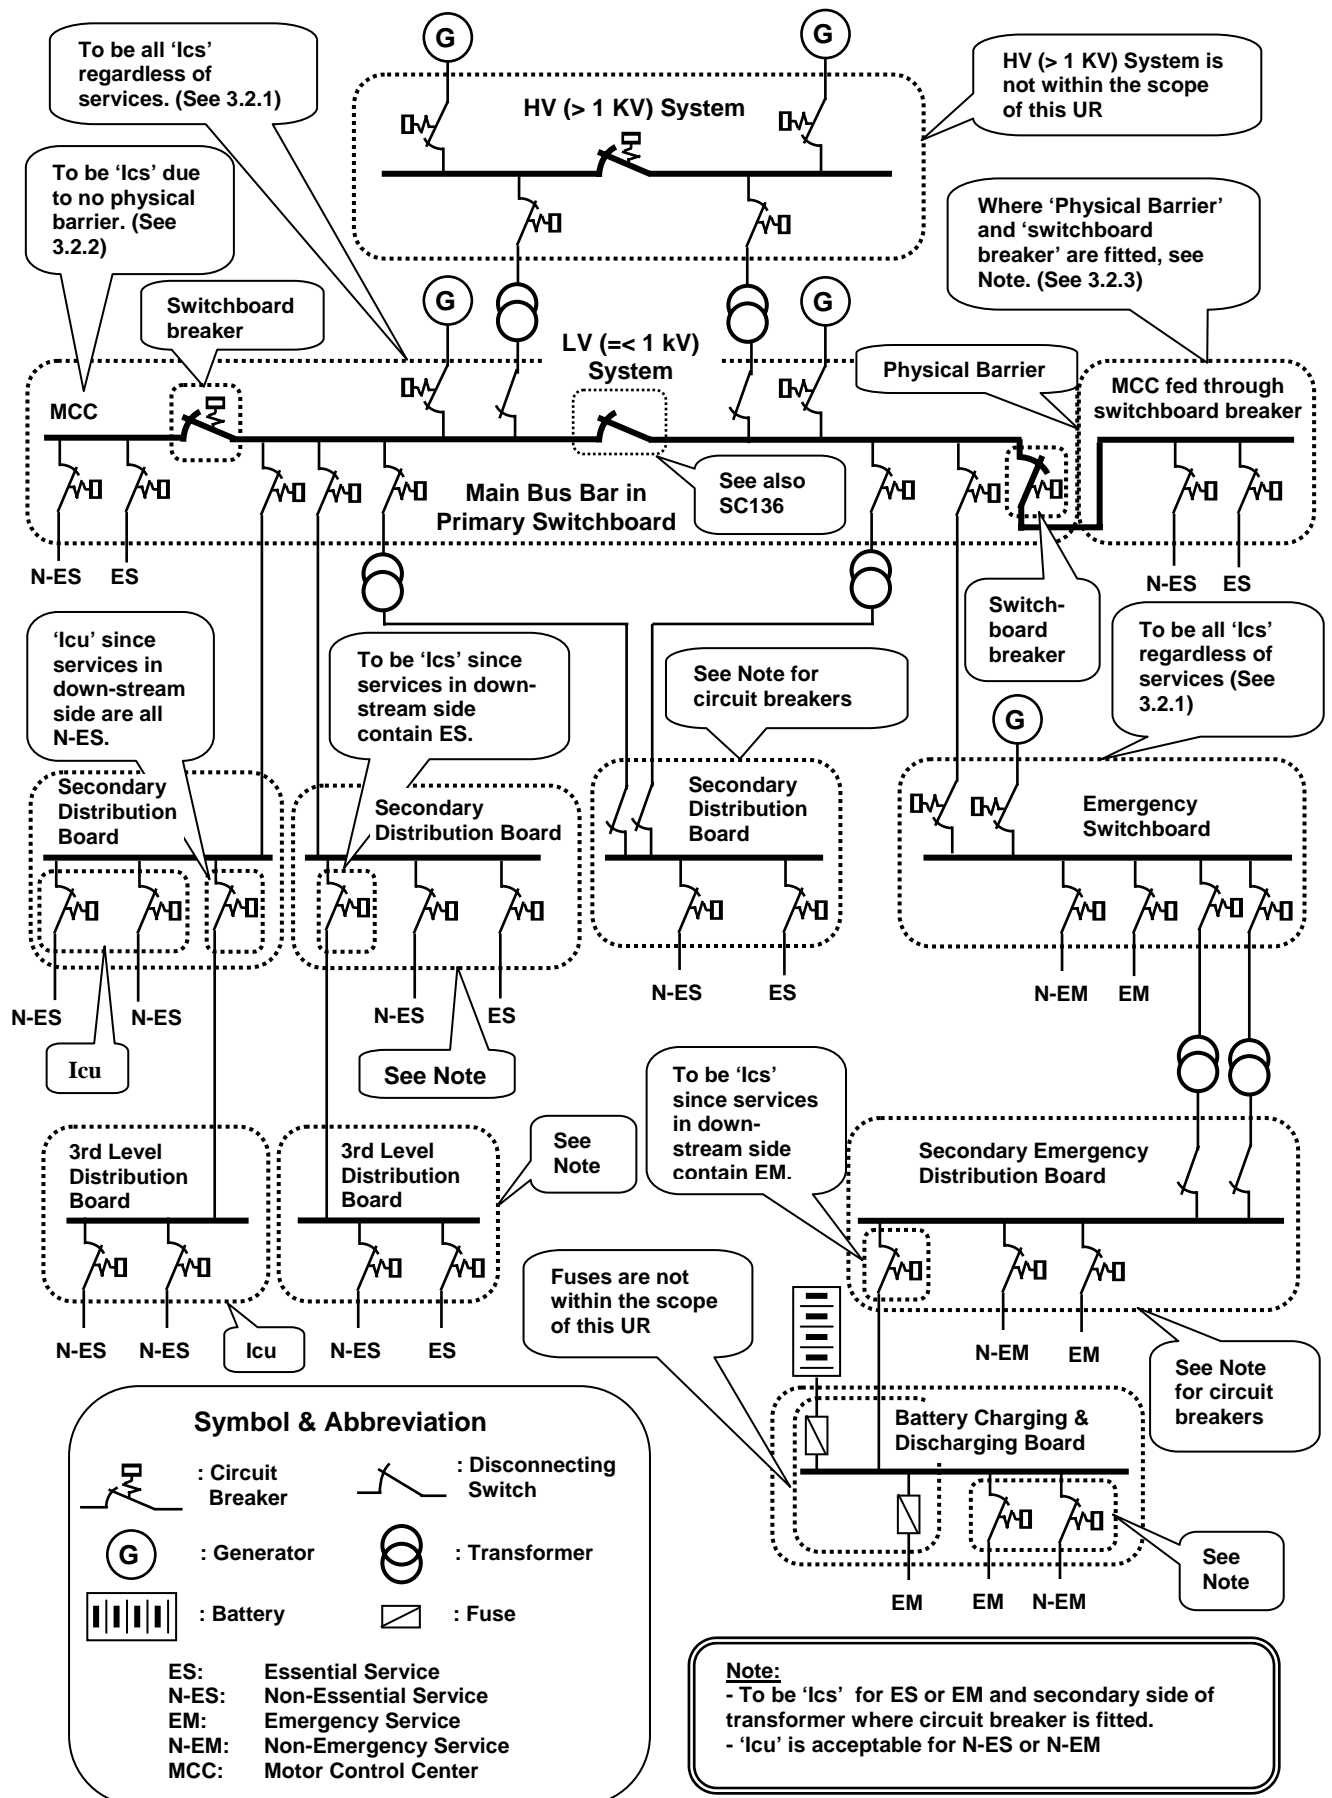 To be all 'Ics'
regardless of
services. (See 3.2.1)
G
G
HV (> 1 KV) System
HV (> 1 KV) System is
not within the scope
of this UR
To be 'Ics' due
to no physical
barrier. (See
3.2.2)
Where 'Physical Barrier'
and 'switchboard
breaker' are fitted, see
Note. (See 3.2.3)
Switchboard
breaker
G
G
LV (=< 1 kV)
System
Physical Barrier
MCC
MCC fed through
switchboard breaker
Main Bus Bar in
Primary Switchboard
See also
SC136
N-ES
ES
N-ES
ES
Switch-
board
breaker
'Icu' since
services in
down-stream
side are all
N-ES.
To be 'Ics' since
services in down-
stream side
contain ES.
See Note for
circuit breakers
To be all 'Ics'
regardless of
services (See
3.2.1)
G
Secondary
Distribution
Board
Secondary
Distribution Board
Secondary
Distribution
Board
Emergency
Switchboard
N-ES
N-ES
N-ES
ES
N-ES
ES
N-EM
EM
Icu
See Note
To be 'Ics'
since services
in down-
stream side
contain EM.
3rd Level
Distribution
Board
3rd Level
Distribution
Board
See
Note
Secondary Emergency
Distribution Board
Fuses are not
within the scope
of this UR
N-ES
N-ES
Icu
N-ES
ES
N-EM
EM
See Note
for circuit
breakers
Battery Charging &
Discharging Board
EM
EM
N-EM
See
Note
Symbol & Abbreviation
: Circuit
Breaker
: Disconnecting
Switch
G
: Generator
: Transformer
: Battery
: Fuse
ES: Essential Service
N-ES: Non-Essential Service
EM: Emergency Service
N-EM: Non-Emergency Service
MCC: Motor Control Center
Note:
- To be 'Ics' for ES or EM and secondary side of
transformer where circuit breaker is fitted.
- 'Icu' is acceptable for N-ES or N-EM